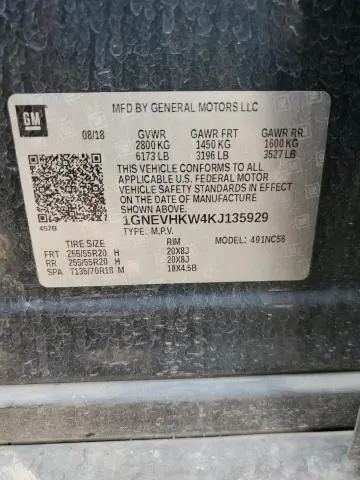 GM
MFD BY GENERAL MOTORS LLC
08/18 GVWR GAWR FRT GAWR RR
2800 KG 1450 KG 1600 KG
6173 LB 3196 LB 3527 LB
THIS VEHICLE CONFORMS TO ALL
APPLICABLE U.S. FEDERAL MOTOR
VEHICLE SAFETY AND THEFT
PREVENTION STANDARDS IN EFFECT
ON THE DATE OF MANUFACTURE
SHOWN ABOVE.
1GNEVHKW4KJ135929
457B TYPE: M.P.V. MODEL: 491NC56
TIRE SIZE RIM
FRT 255/55R20 H 20X8J
RR 255/55R20 H 20X8J
SPA T135/70R18 M 18X4.5B